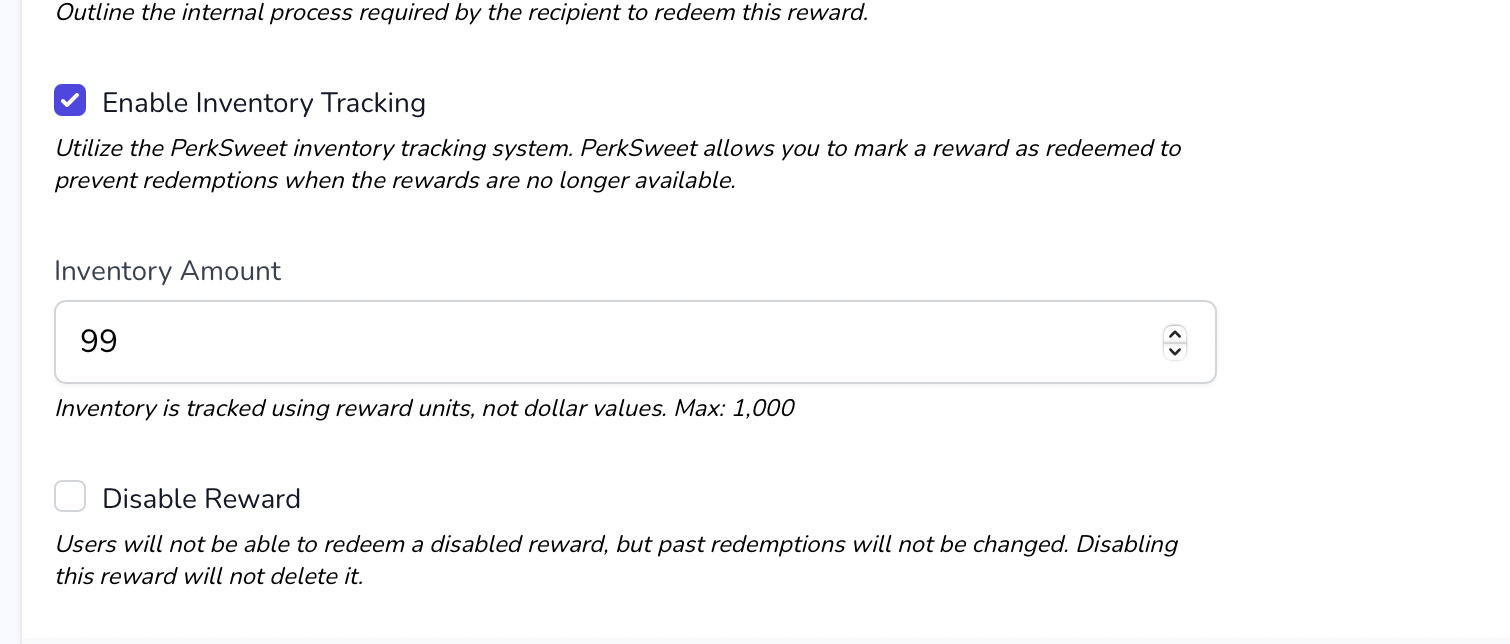 Outline the internal process required by the recipient to redeem this reward.
Enable Inventory Tracking
Utilize the PerkSweet inventory tracking system. PerkSweet allows you to mark a reward as redeemed to
prevent redemptions when the rewards are no longer available.
Inventory Amount
99
Inventory is tracked using reward units, not dollar values. Max: 1,000
Disable Reward
Users will not be able to redeem a disabled reward, but past redemptions will not be changed. Disabling
this reward will not delete it.